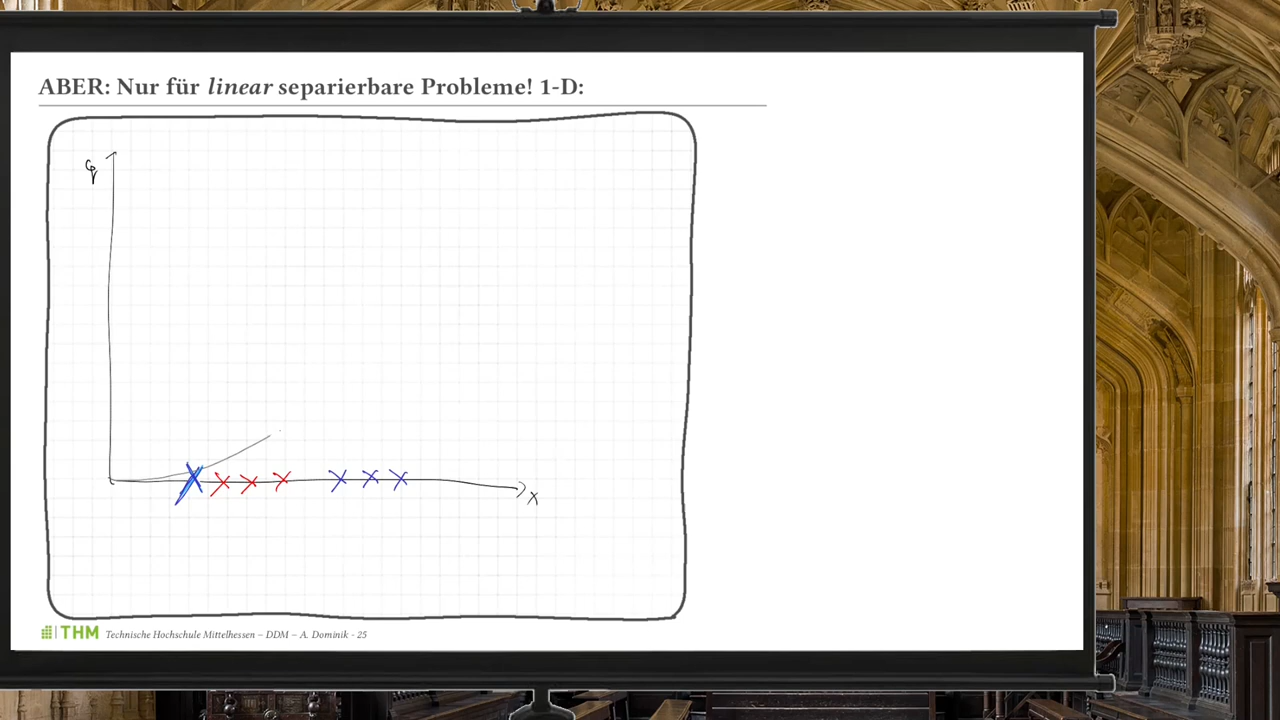 ABER: Nur für linear separierbare Probleme! 1-D:
φ
x
THM Technische Hochschule Mittelhessen – DDM – A. Dominik - 25